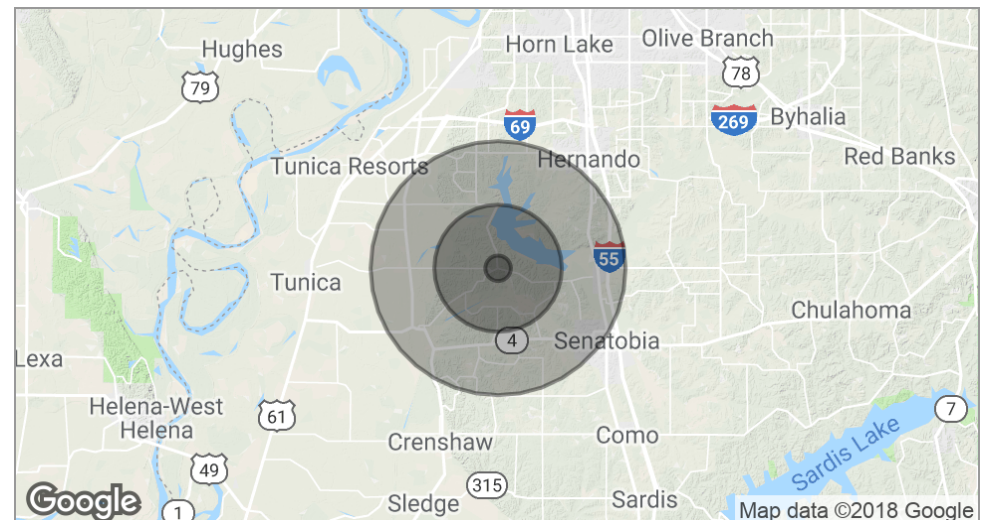 Hughes
Horn Lake
Olive Branch
78
79
69
269
Byhalia
Tunica Resorts
Hernando
Red Banks
55
Tunica
Chulahoma
4
Senatobia
Lexa
Helena-West
Helena
61
7
Crenshaw
Como
Sardis Lake
49
315
Sledge
Sardis
1
Google
Map data ©2018 Google